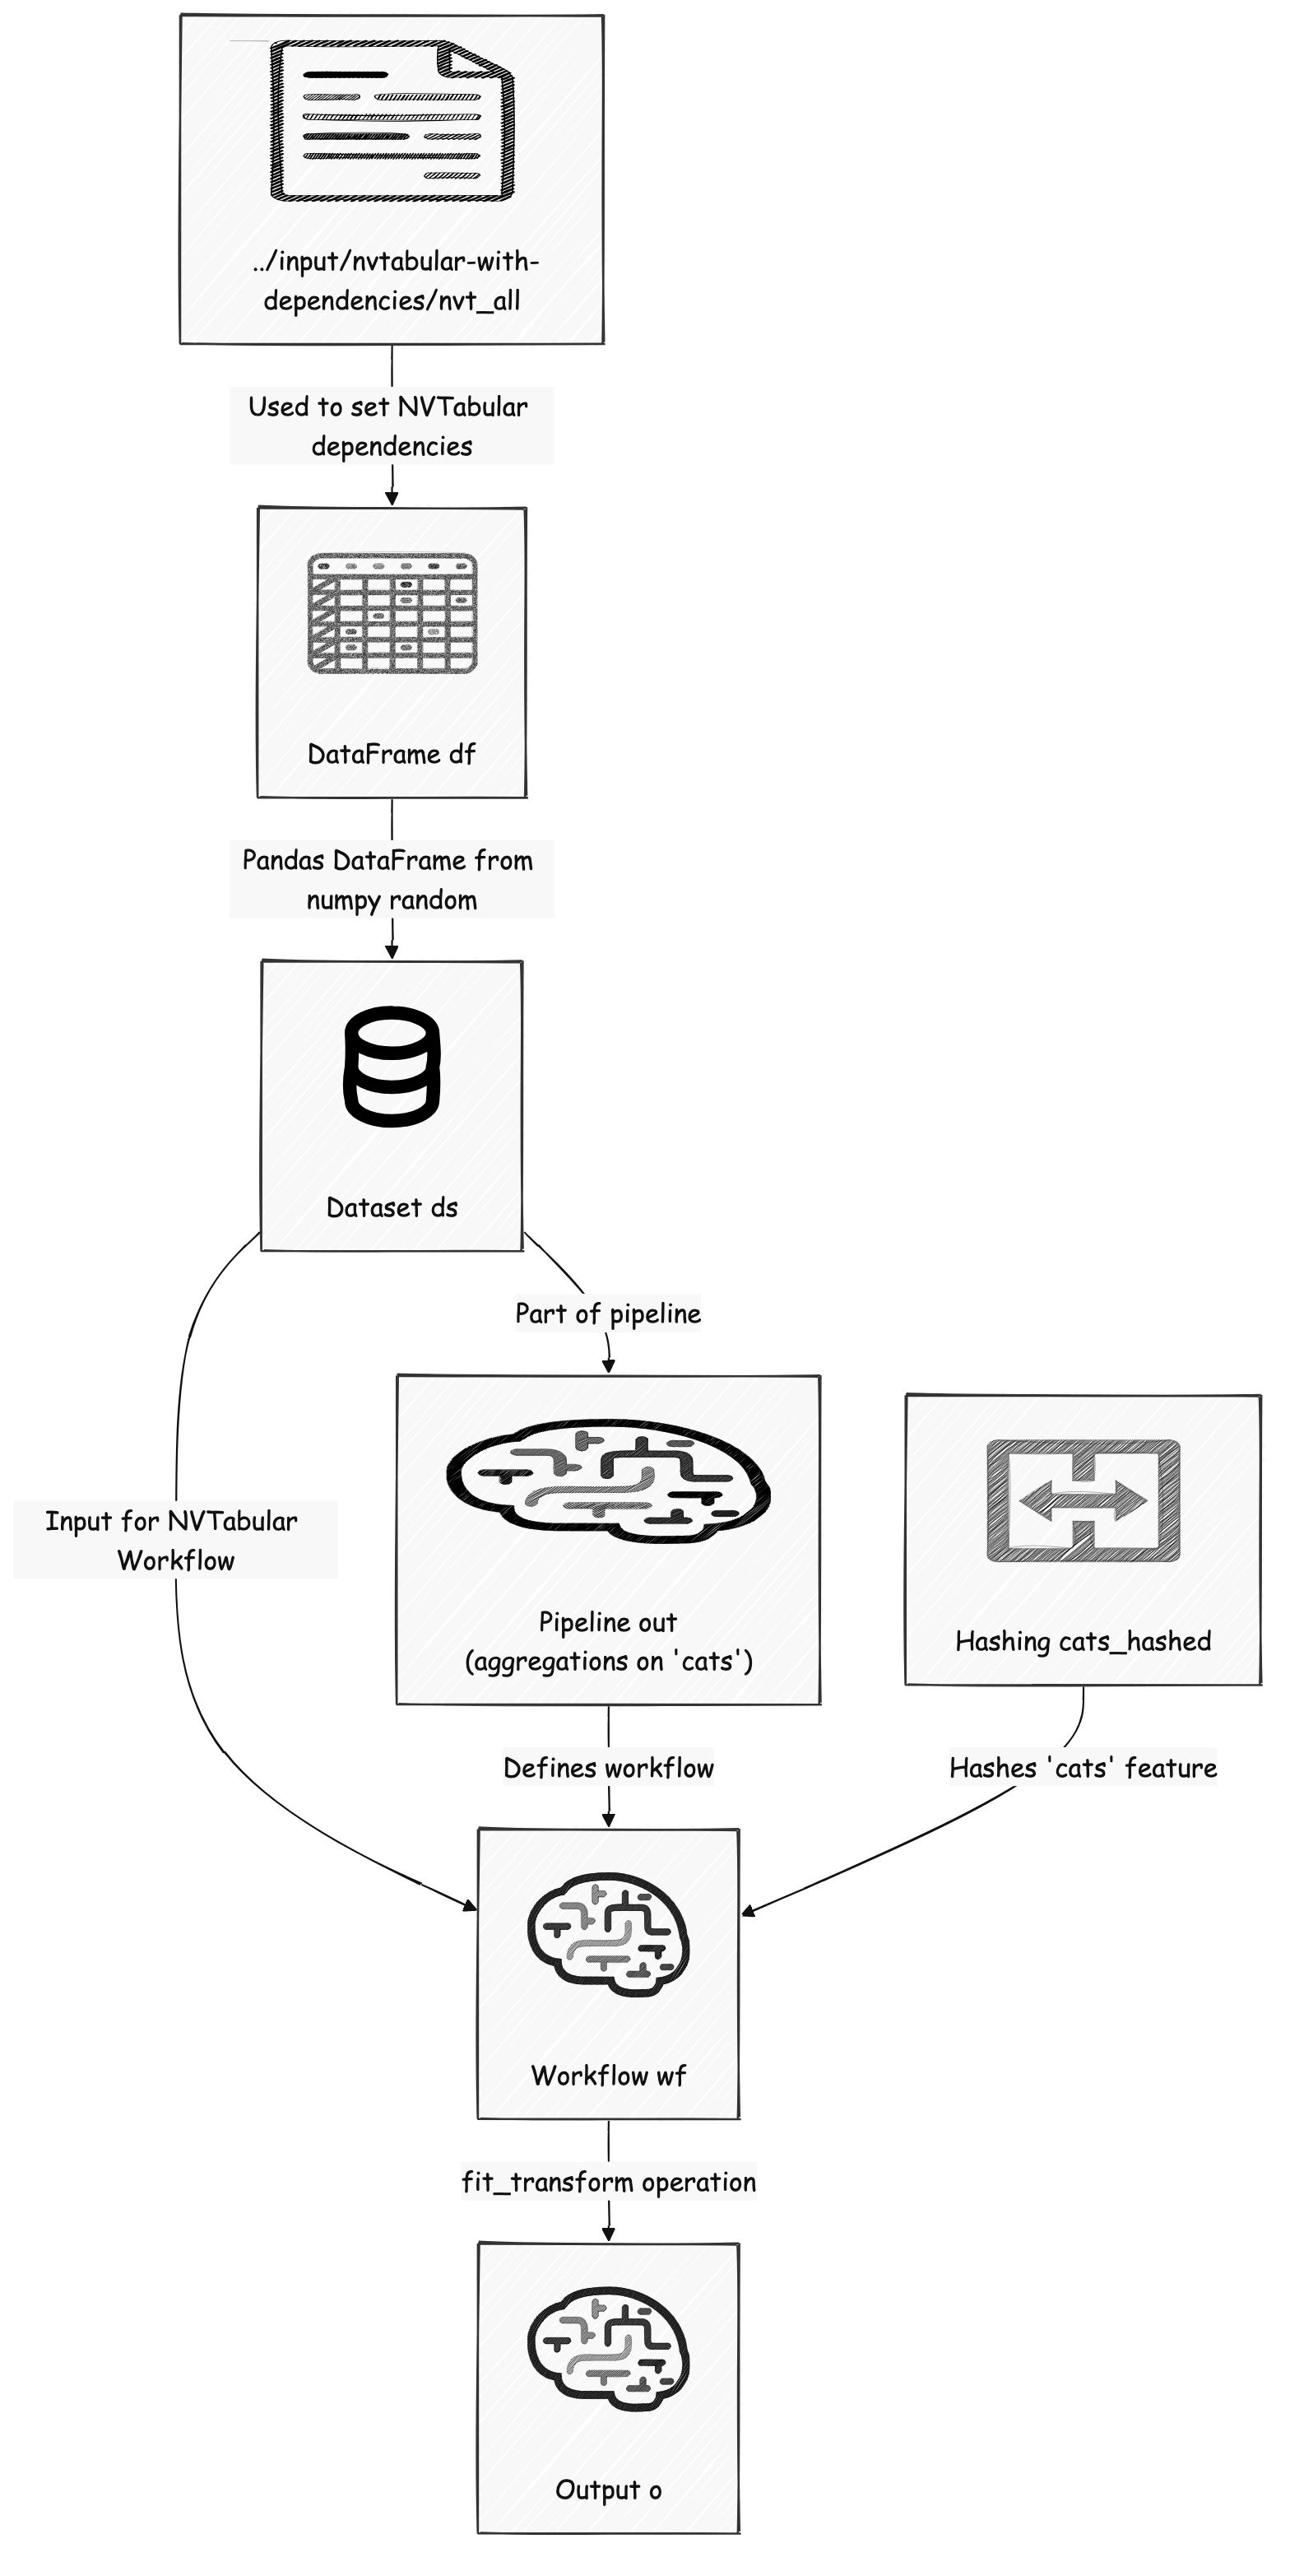 ../input/nvtabular-with-
dependencies/nvt_all
Used to set NVTabular
dependencies
DataFrame df
Pandas DataFrame from
numpy random
Dataset ds
Part of pipeline
Input for NVTabular
Workflow
Pipeline out
(aggregations on 'cats')
Hashing cats_hashed
Defines workflow
Hashes 'cats' feature
Workflow wf
fit_transform operation
Output o